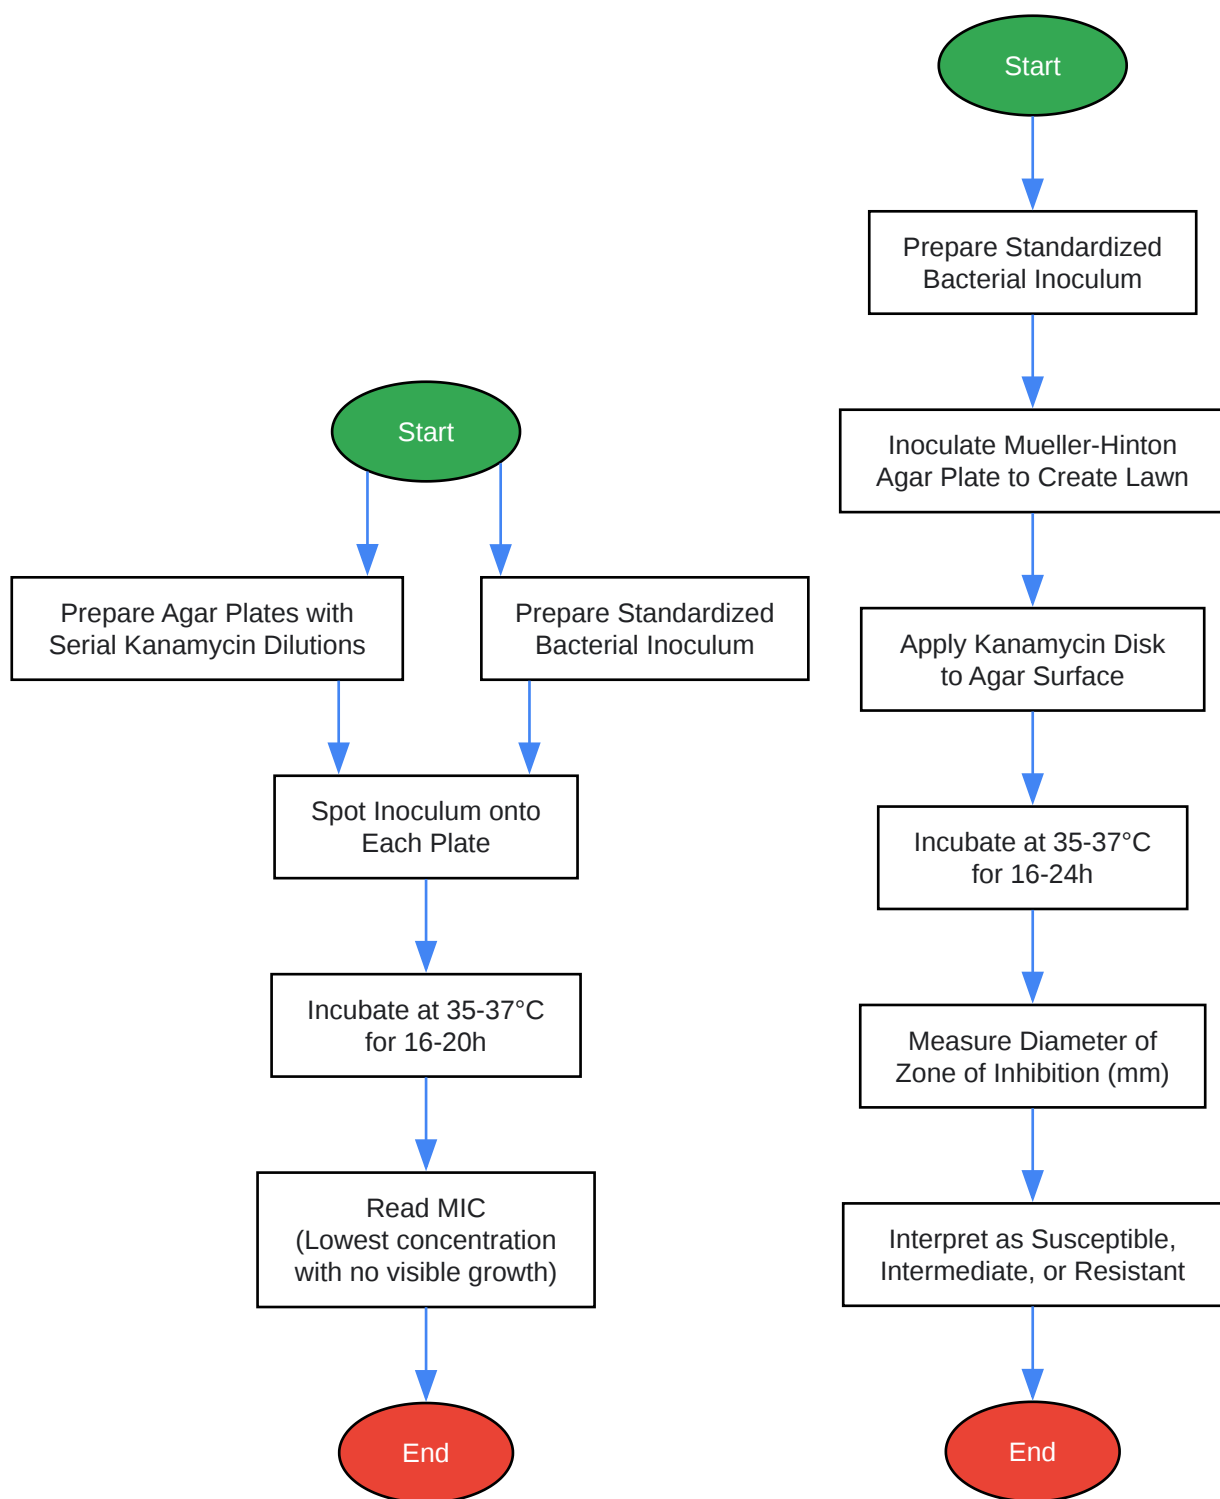 Start
Prepare Agar Plates with
Serial Kanamycin Dilutions
Prepare Standardized
Bacterial Inoculum
Spot Inoculum onto
Each Plate
Incubate at 35-37°C
for 16-20h
Read MIC
(Lowest concentration
with no visible growth)
End
Start
Prepare Standardized
Bacterial Inoculum
Inoculate Mueller-Hinton
Agar Plate to Create Lawn
Apply Kanamycin Disk
to Agar Surface
Incubate at 35-37°C
for 16-24h
Measure Diameter of
Zone of Inhibition (mm)
Interpret as Susceptible,
Intermediate, or Resistant
End